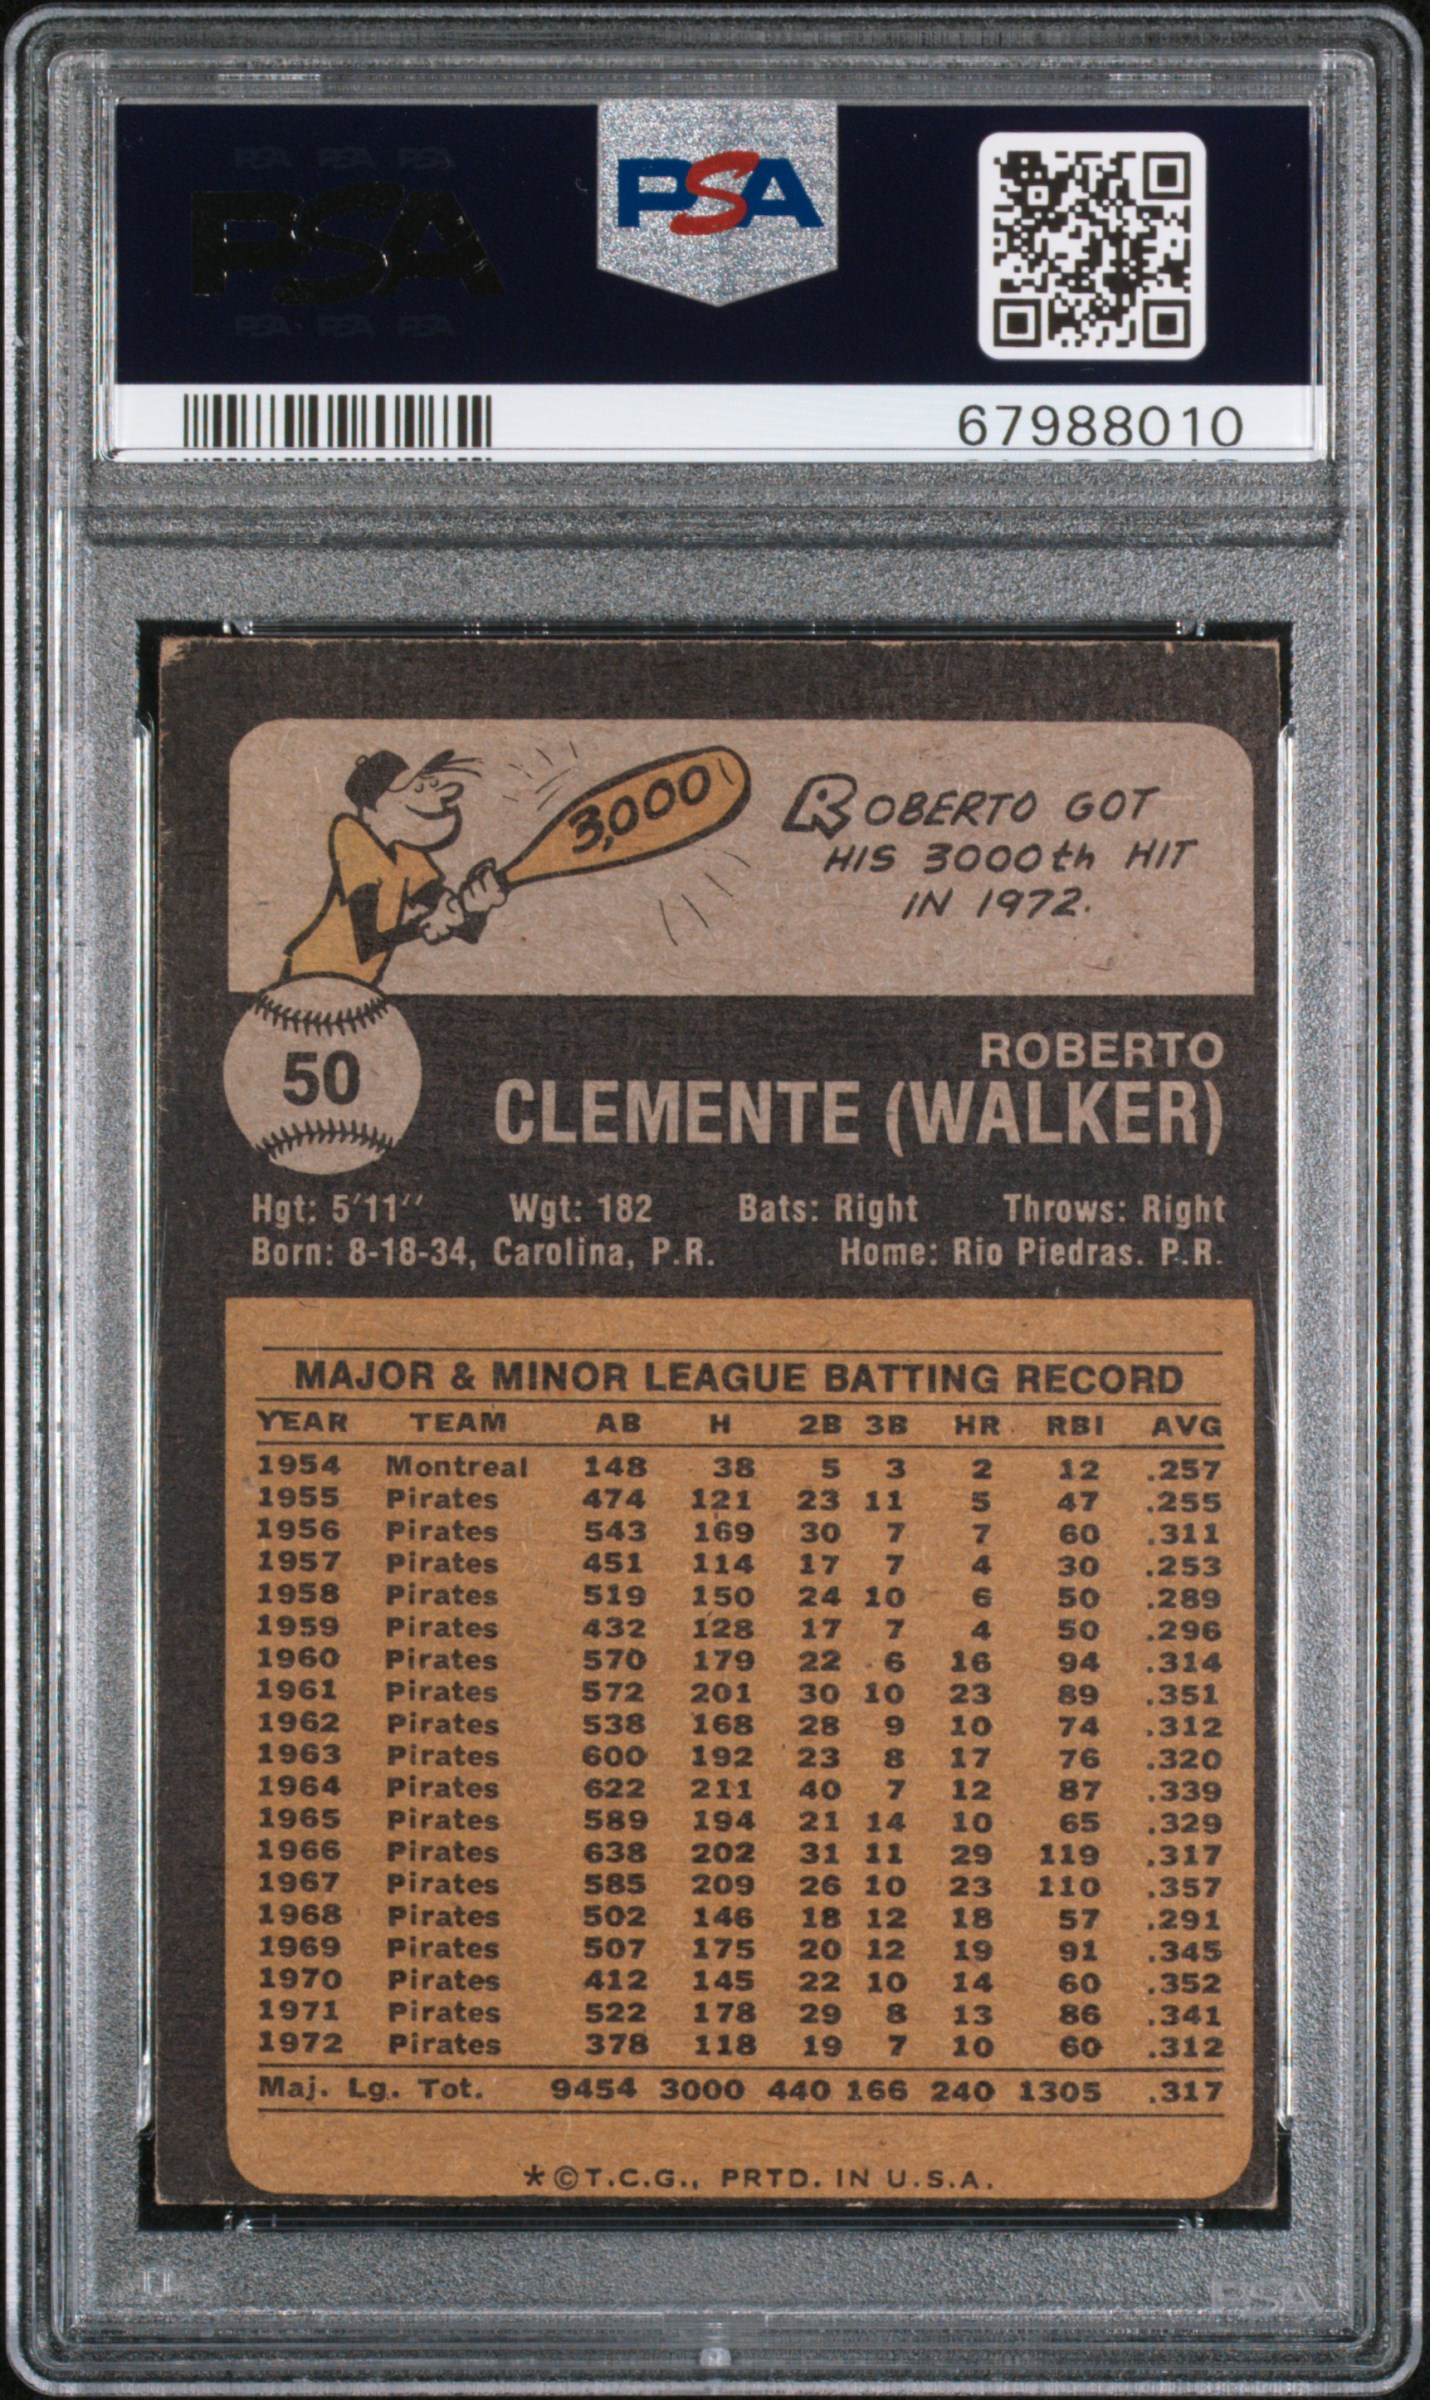 PSA PSA PSA
PSA
PSA PSA PSA
PSA
67988010
3,000
ROBERTO GOT
HIS 3000th HIT
IN 1972.
50
ROBERTO
CLEMENTE (WALKER)
Hgt: 5'11'' Wgt: 182 Bats: Right Throws: Right
Born: 8-18-34, Carolina, P.R. Home: Rio Piedras. P.R.
MAJOR & MINOR LEAGUE BATTING RECORD
YEAR TEAM AB H 2B 3B HR RBI AVG
1954 Montreal 148 38 5 3 2 12 .257
1955 Pirates 474 121 23 11 5 47 .255
1956 Pirates 543 169 30 7 7 60 .311
1957 Pirates 451 114 17 7 4 30 .253
1958 Pirates 519 150 24 10 6 50 .289
1959 Pirates 432 128 17 7 4 50 .296
1960 Pirates 570 179 22 6 16 94 .314
1961 Pirates 572 201 30 10 23 89 .351
1962 Pirates 538 168 28 9 10 74 .312
1963 Pirates 600 192 23 8 17 76 .320
1964 Pirates 622 211 40 7 12 87 .339
1965 Pirates 589 194 21 14 10 65 .329
1966 Pirates 638 202 31 11 29 119 .317
1967 Pirates 585 209 26 10 23 110 .357
1968 Pirates 502 146 18 12 18 57 .291
1969 Pirates 507 175 20 12 19 91 .345
1970 Pirates 412 145 22 10 14 60 .352
1971 Pirates 522 178 29 8 13 86 .341
1972 Pirates 378 118 19 7 10 60 .312
Maj. Lg. Tot. 9454 3000 440 166 240 1305 .317
*©T.C.G., PRTD. IN U.S.A.
PSA